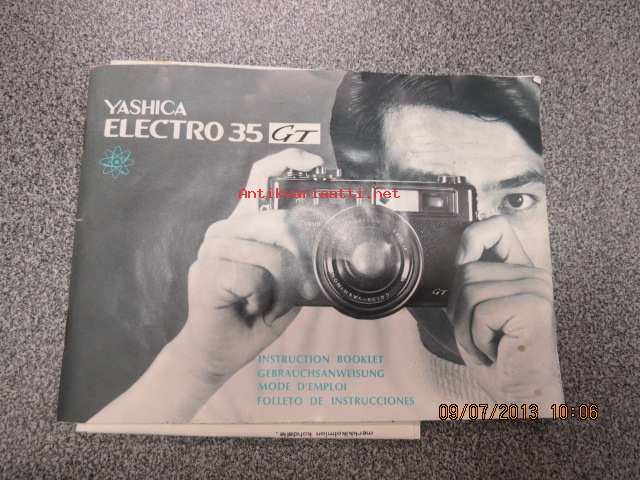 YASHICA
ELECTRO 35 GT
Antikvariaatti.net
GT
INSTRUCTION BOOKLET
GEBRAUCHSANWEISUNG
MODE D'EMPLOI
FOLLETO DE INSTRUCCIONES
09/07/2013 10:06